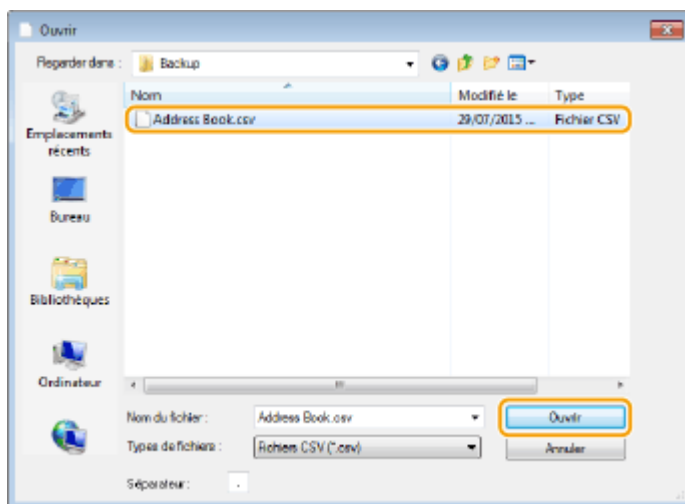 Ouvrir
Regarder dans :
Backup
Nom
Modifié le
Type
Address Book.csv
29/07/2015 ...
Fichier CSV
Emplacements
récents
Bureau
Bibliothèques
Ordinateur
Nom du fichier :
Address Book.csv
Ouvrir
Types de fichiers :
Fichiers CSV (*.csv)
Annuler
Séparateur :